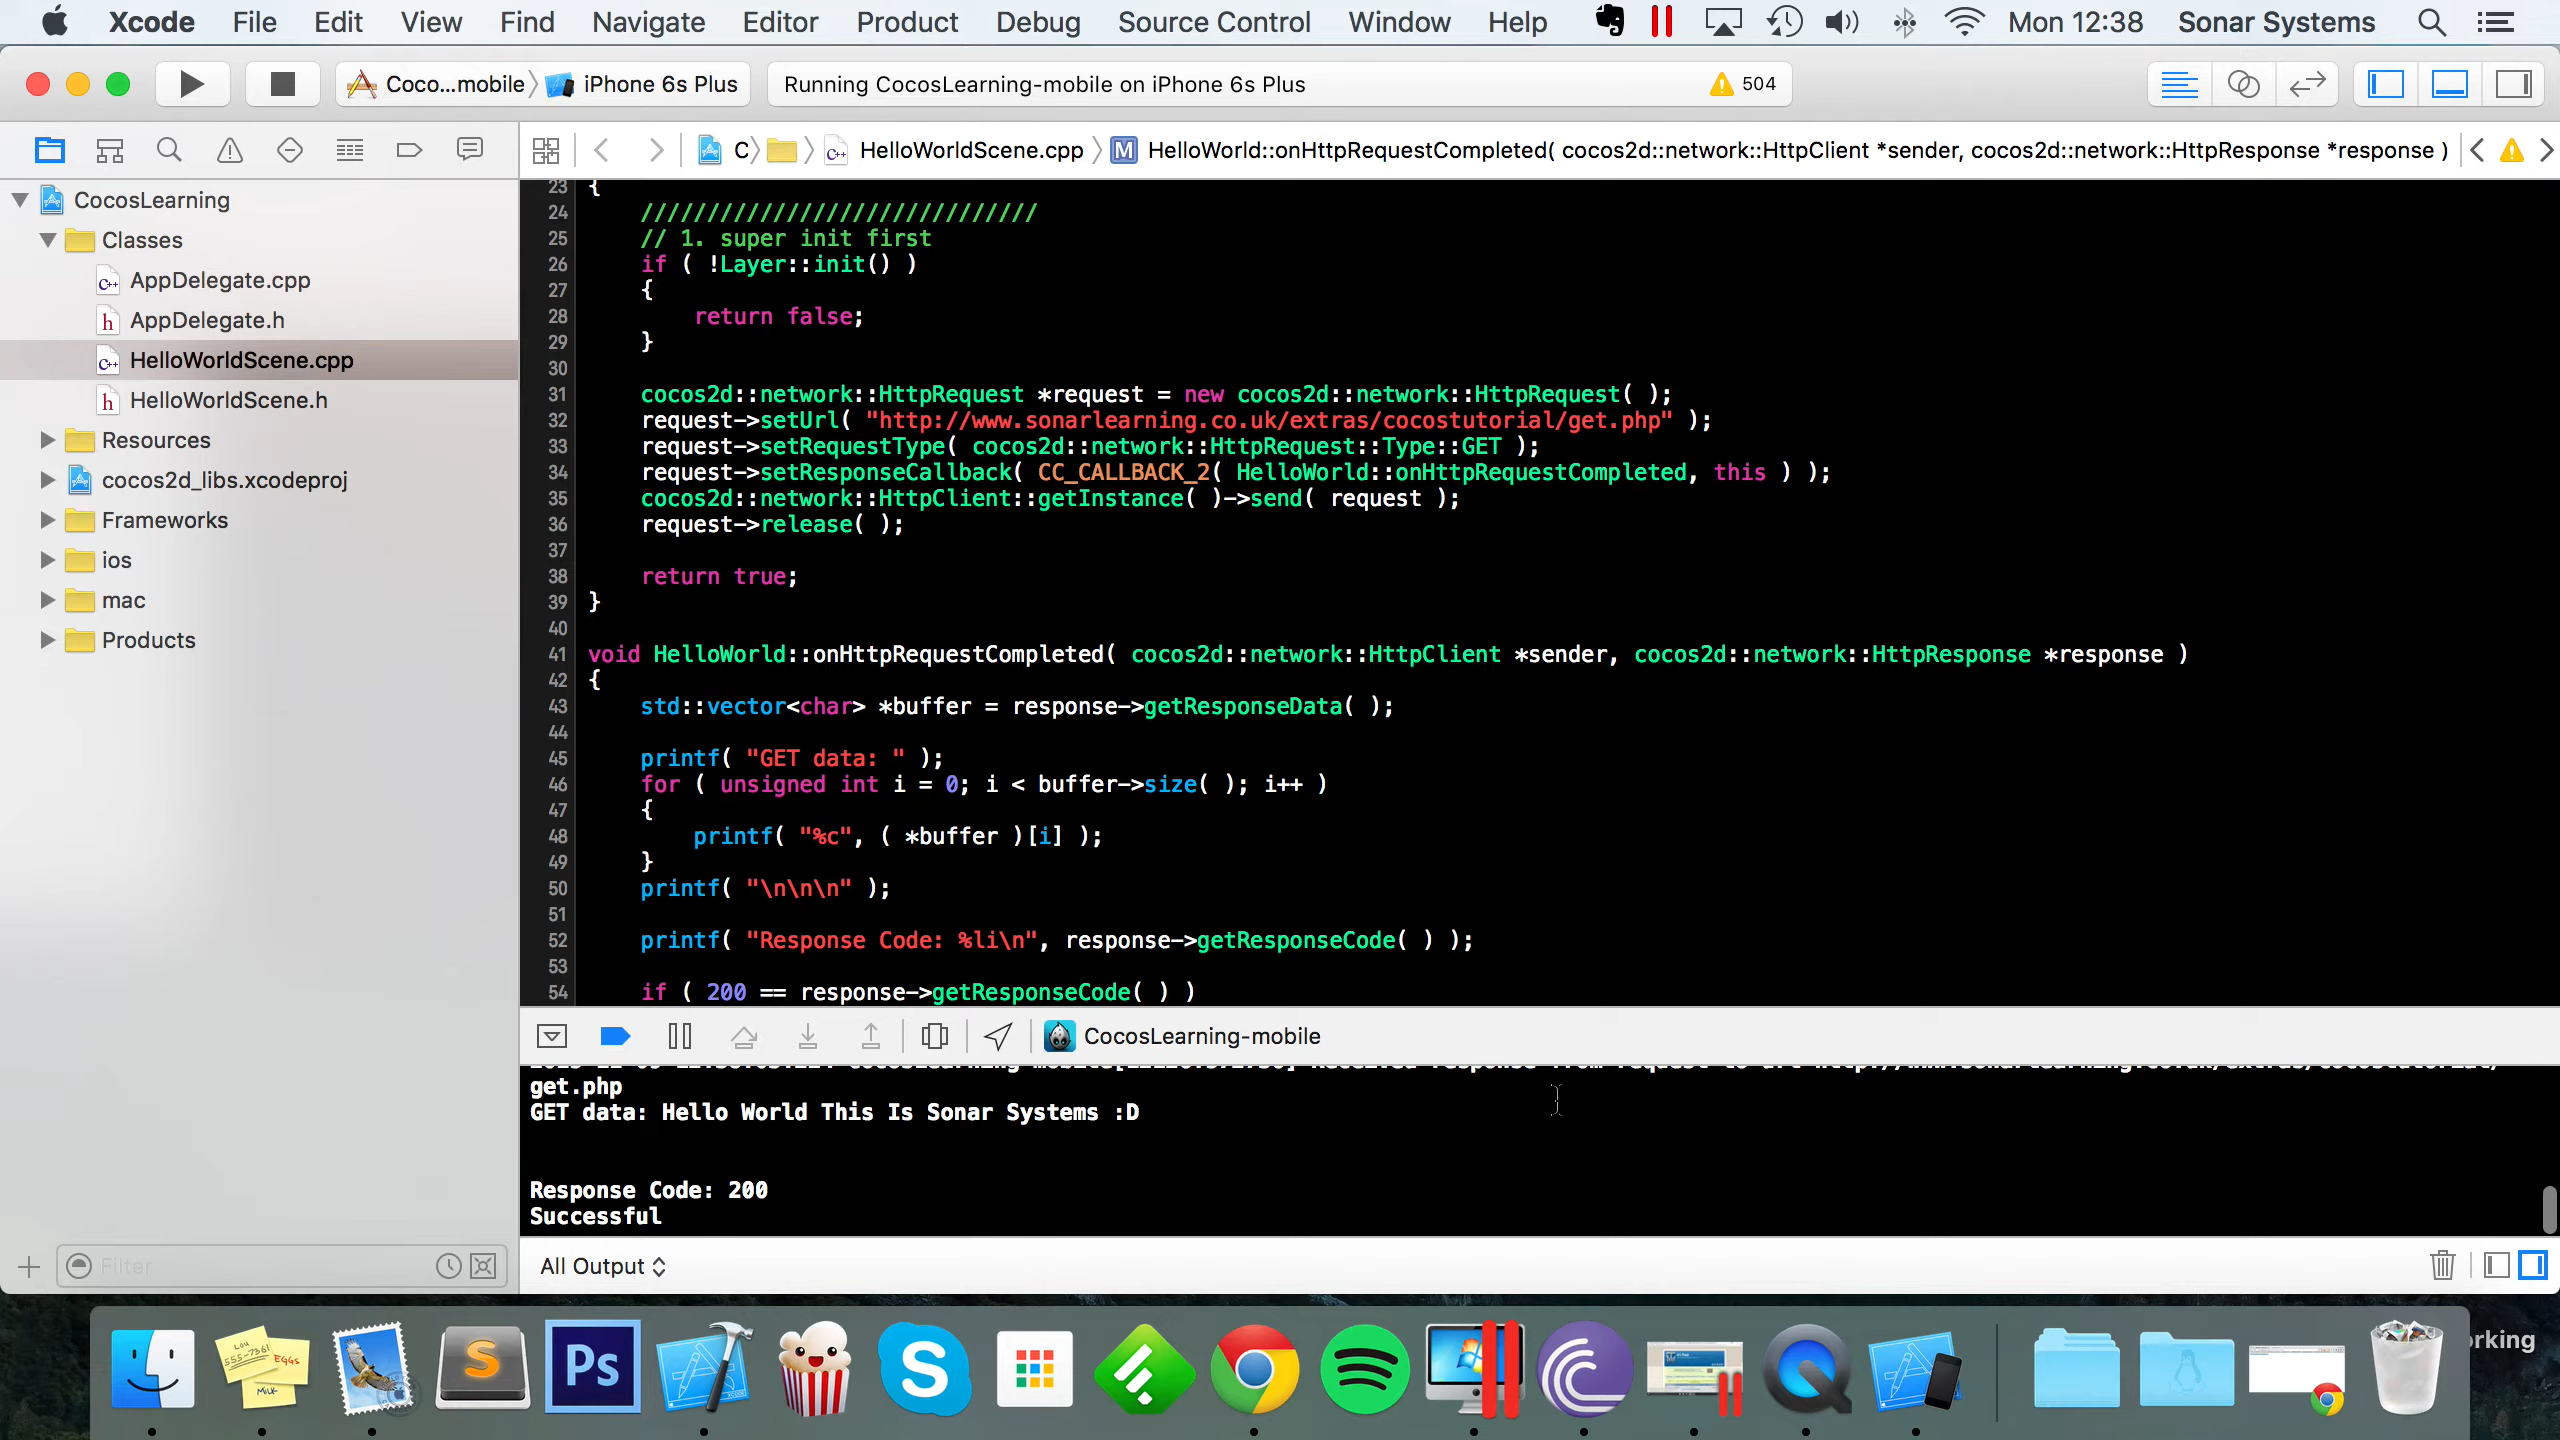 Xcode File Edit View Find Navigate Editor Product Debug Source Control Window Help Mon 12:38 Sonar Systems
Coco...mobile iPhone 6s Plus Running CocosLearning-mobile on iPhone 6s Plus 504
C HelloWorldScene.cpp M HelloWorld::onHttpRequestCompleted( cocos2d::network::HttpClient *sender, cocos2d::network::HttpResponse *response )
CocosLearning
Classes
AppDelegate.cpp
AppDelegate.h
HelloWorldScene.cpp
HelloWorldScene.h
Resources
cocos2d_libs.xcodeproj
Frameworks
ios
mac
Products
Filter
23 {
24 //////////////////////////////
25 // 1. super init first
26 if ( !Layer::init() )
27 {
28 return false;
29 }
30
31 cocos2d::network::HttpRequest *request = new cocos2d::network::HttpRequest( );
32 request->setUrl( "http://www.sonarlearning.co.uk/extras/cocostutorial/get.php" );
33 request->setRequestType( cocos2d::network::HttpRequest::Type::GET );
34 request->setResponseCallback( CC_CALLBACK_2( HelloWorld::onHttpRequestCompleted, this ) );
35 cocos2d::network::HttpClient::getInstance( )->send( request );
36 request->release( );
37
38 return true;
39 }
40
41 void HelloWorld::onHttpRequestCompleted( cocos2d::network::HttpClient *sender, cocos2d::network::HttpResponse *response )
42 {
43 std::vector<char> *buffer = response->getResponseData( );
44
45 printf( "GET data: " );
46 for ( unsigned int i = 0; i < buffer->size( ); i++ )
47 {
48 printf( "%c", ( *buffer )[i] );
49 }
50 printf( "\n\n\n" );
51
52 printf( "Response Code: %li\n", response->getResponseCode( ) );
53
54 if ( 200 == response->getResponseCode( ) )
CocosLearning-mobile
get.php
GET data: Hello World This Is Sonar Systems :D
Response Code: 200
Successful
All Output
LOU
555-7361
EGGS
MILK
S
Ps
S
orking